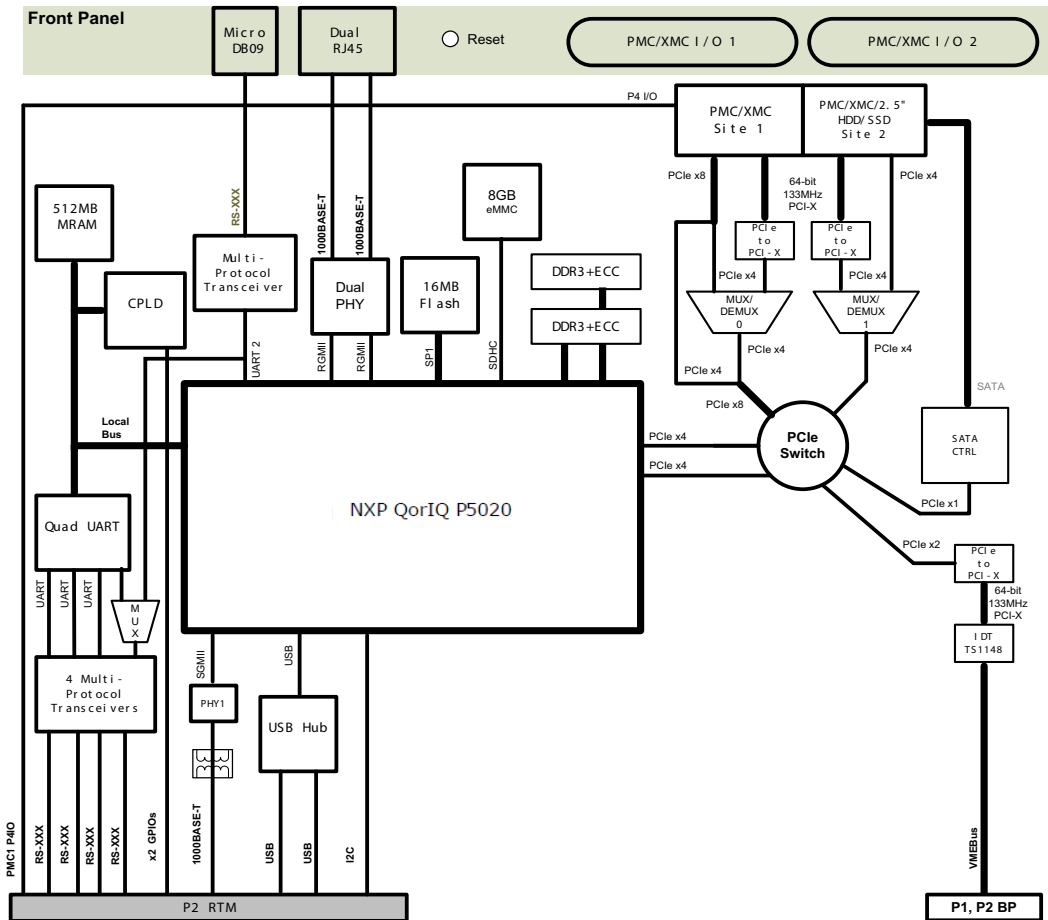 Front Panel
Micro
DB09
Dual
RJ45
Reset
PMC/XMC I/O 1
PMC/XMC I/O 2
P4 I/O
PMC/XMC
Site 1
PMC/XMC/2.5"
HDD/SSD
Site 2
PCIe x8
64-bit
133MHz
PCI-X
PCIe x4
512MB
MRAM
RS-XXX
1000BASE-T
1000BASE-T
8GB
eMMC
PCIe
to
PCI-X
PCIe
to
PCI-X
CPLD
Multi-
Protocol
Transceiver
Dual
PHY
16MB
Flash
DDR3+ECC
DDR3+ECC
PCIe x4
PCIe x4
MUX/
DEMUX
0
MUX/
DEMUX
1
UART 2
RGMII
RGMII
SP1
SDHC
PCIe x4
PCIe x4
PCIe x4
SATA
PCIe x8
Local
Bus
PCIe x4
PCIe x4
PCIe
Switch
SATA
CTRL
NXP QorIQ P5020
PCIe x1
Quad UART
PCIe x2
PCIe
to
PCI-X
UART
UART
UART
MUX
64-bit
133MHz
PCI-X
IDT
TS1148
4 Multi-
Protocol
Transceivers
SGMII
USB
PHY1
USB Hub
PMC1 P4IO
RS-XXX
RS-XXX
RS-XXX
RS-XXX
x2 GPIOs
1000BASE-T
USB
USB
I2C
VMEBus
P2 RTM
P1, P2 BP